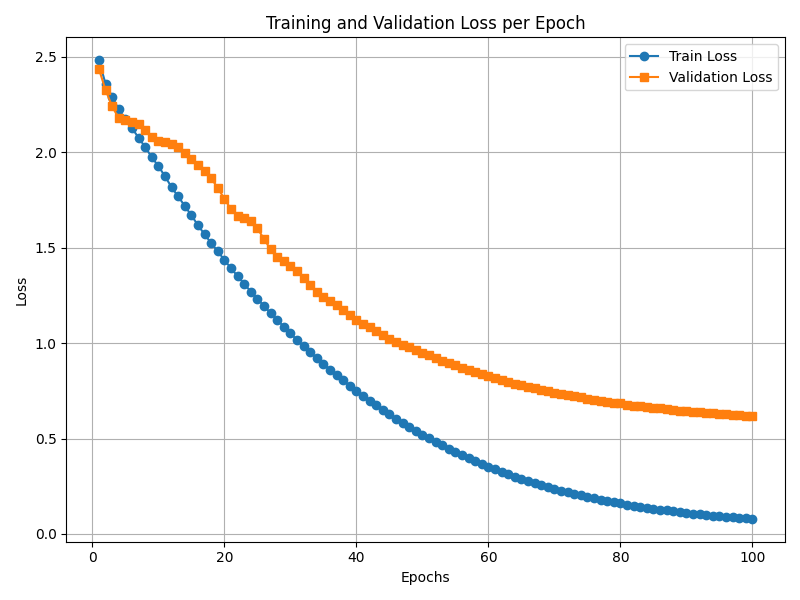 Training and Validation Loss per Epoch
Train Loss
Validation Loss
2.5
2.0
1.5
1.0
0.5
0.0
Loss
0 20 40 60 80 100
Epochs